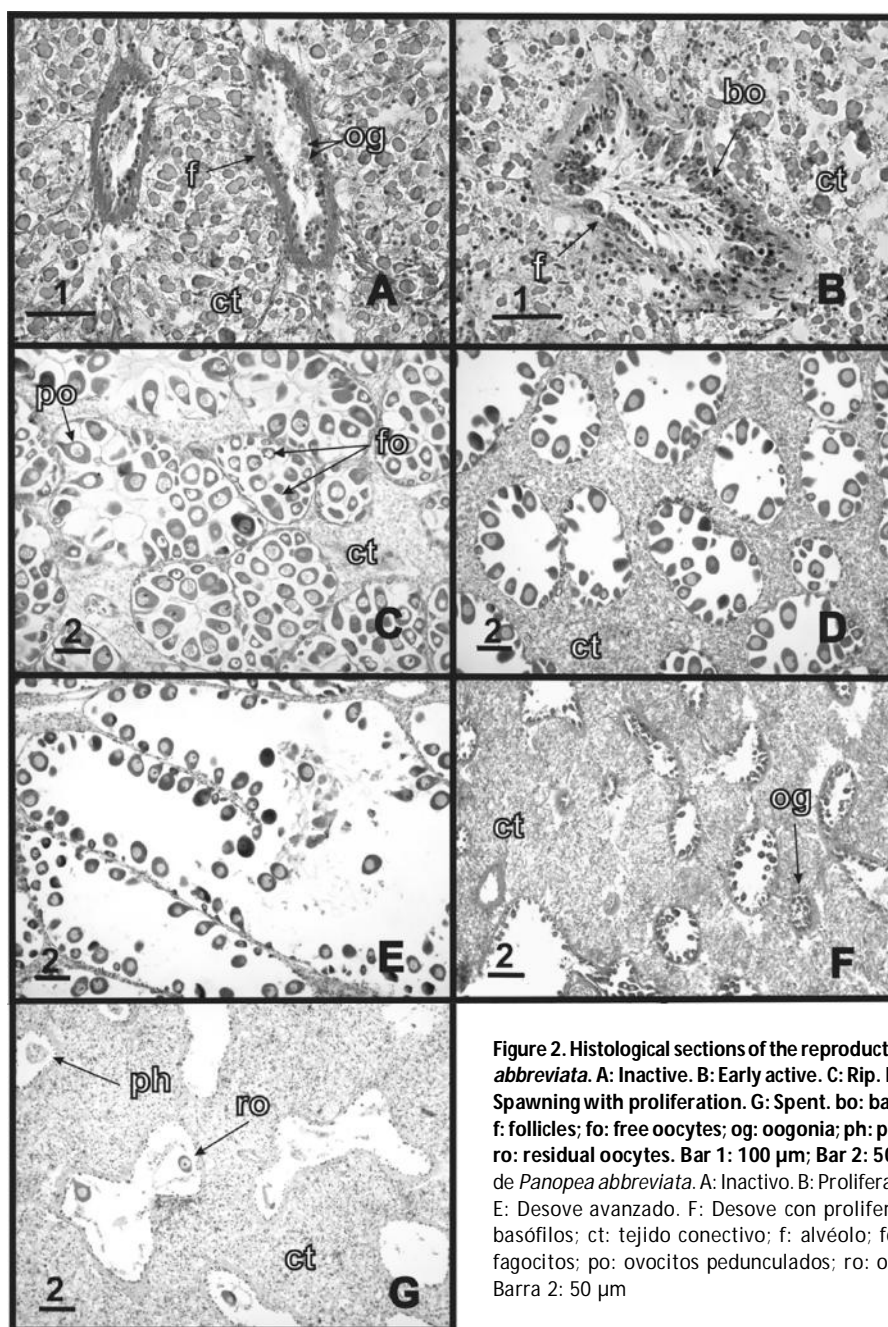 f
og
ct
1
A
bo
ct
f
1
B
po
fo
ct
2
C
ct
2
D
2
E
og
ct
2
F
ph
ro
ct
2
G
Figure 2. Histological sections of the reproduct
abbreviata. A: Inactive. B: Early active. C: Rip.
Spawning with proliferation. G: Spent. bo: ba
f: follicles; fo: free oocytes; og: oogonia; ph: p
ro: residual oocytes. Bar 1: 100 µm; Bar 2: 50
de Panopea abbreviata. A: Inactivo. B: Prolifera
E: Desove avanzado. F: Desove con prolifer
basófilos; ct: tejido conectivo; f: alvéolo; f
fagocitos; po: ovocitos pedunculados; ro: o
Barra 2: 50 µm